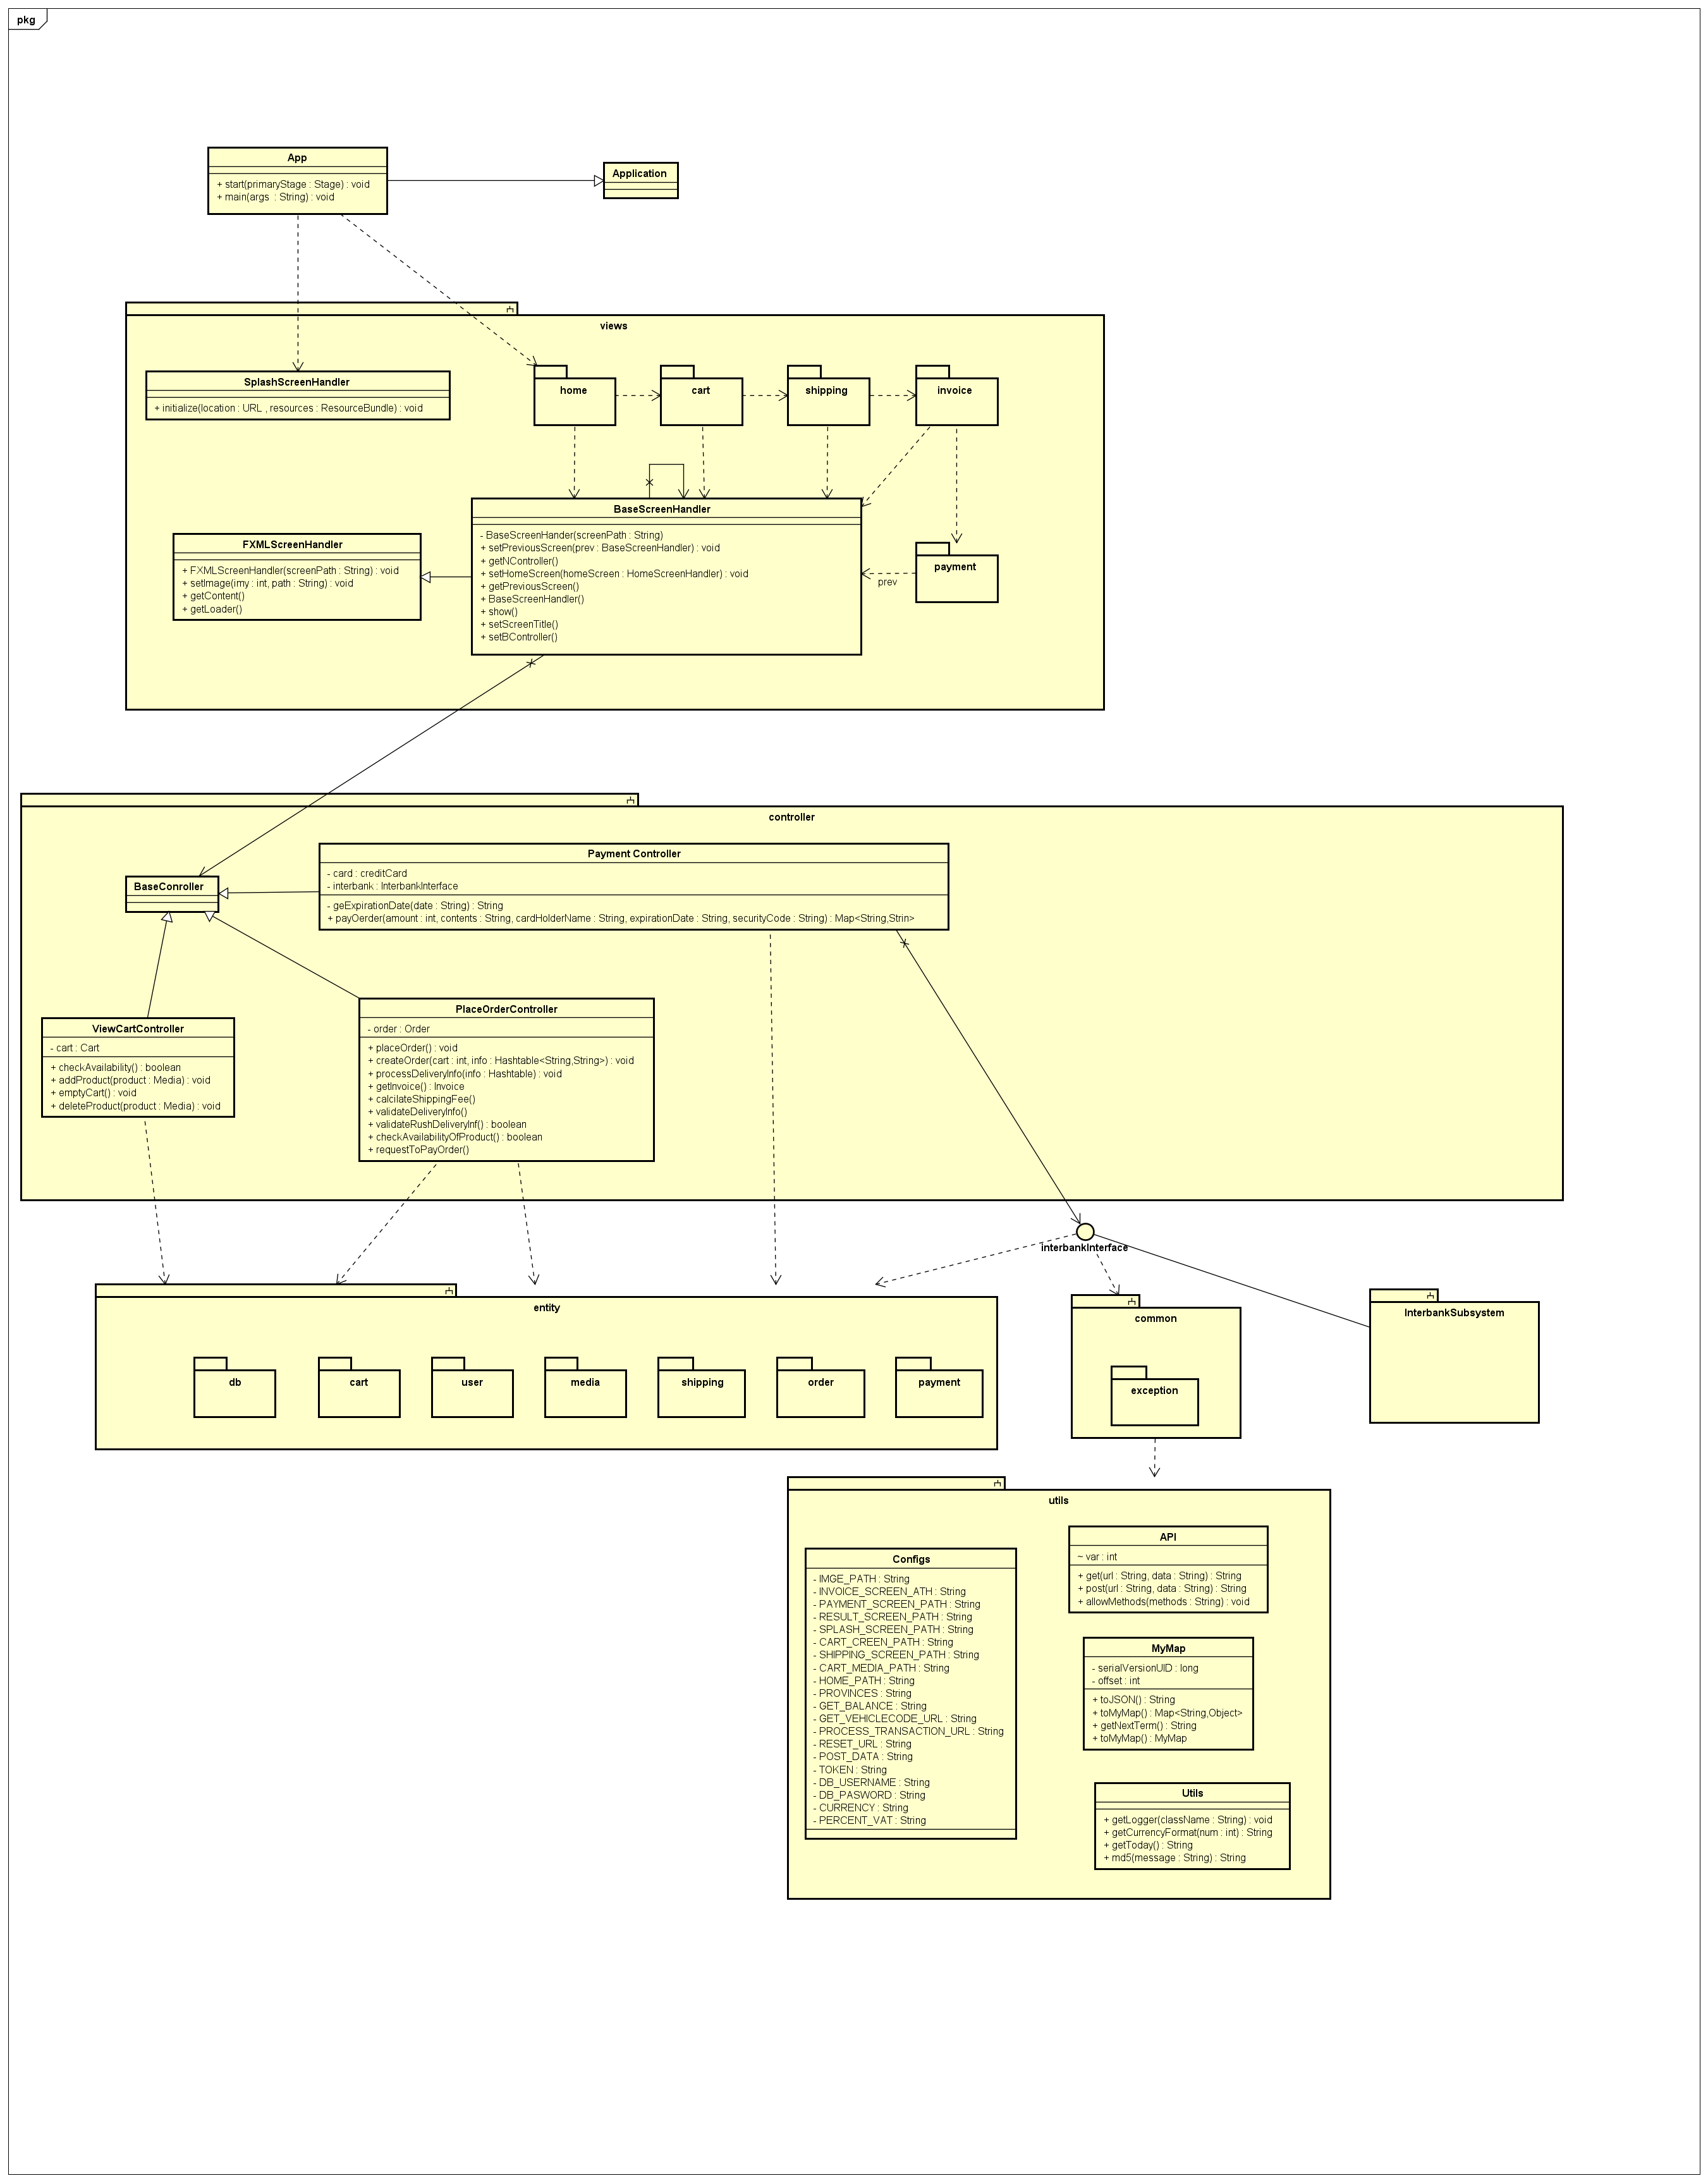 pkg
App
+ start(primaryStage : Stage) : void
+ main(args : String) : void
Application
views
SplashScreenHandler
+ initialize(location : URL , resources : ResourceBundle) : void
home
cart
shipping
invoice
BaseScreenHandler
- BaseScreenHander(screenPath : String)
+ setPreviousScreen(prev : BaseScreenHandler) : void
+ getNController()
+ setHomeScreen(homeScreen : HomeScreenHandler) : void
+ getPreviousScreen()
+ BaseScreenHandler()
+ show()
+ setScreenTitle()
+ setBController()
FXMLScreenHandler
+ FXMLScreenHandler(screenPath : String) : void
+ setImage(imy : int, path : String) : void
+ getContent()
+ getLoader()
payment
prev
controller
Payment Controller
- card : creditCard
- interbank : InterbankInterface
- geExpirationDate(date : String) : String
+ payOerder(amount : int, contents : String, cardHolderName : String, expirationDate : String, securityCode : String) : Map<String,Strin>
BaseConroller
ViewCartController
- cart : Cart
+ checkAvailability() : boolean
+ addProduct(product : Media) : void
+ emptyCart() : void
+ deleteProduct(product : Media) : void
PlaceOrderController
- order : Order
+ placeOrder() : void
+ createOrder(cart : int, info : Hashtable<String,String>) : void
+ processDeliveryInfo(info : Hashtable) : void
+ getInvoice() : Invoice
+ calcilateShippingFee()
+ validateDeliveryInfo()
+ validateRushDeliveryInf() : boolean
+ checkAvailabilityOfProduct() : boolean
+ requestToPayOrder()
interbankInterface
entity
db
cart
user
media
shipping
order
payment
common
exception
InterbankSubsystem
utils
Configs
- IMGE_PATH : String
- INVOICE_SCREEN_ATH : String
- PAYMENT_SCREEN_PATH : String
- RESULT_SCREEN_PATH : String
- SPLASH_SCREEN_PATH : String
- CART_CREEN_PATH : String
- SHIPPING_SCREEN_PATH : String
- CART_MEDIA_PATH : String
- HOME_PATH : String
- PROVINCES : String
- GET_BALANCE : String
- GET_VEHICLECODE_URL : String
- PROCESS_TRANSACTION_URL : String
- RESET_URL : String
- POST_DATA : String
- TOKEN : String
- DB_USERNAME : String
- DB_PASWORD : String
- CURRENCY : String
- PERCENT_VAT : String
API
~ var : int
+ get(url : String, data : String) : String
+ post(url : String, data : String) : String
+ allowMethods(methods : String) : void
MyMap
- serialVersionUID : long
- offset : int
+ toJSON() : String
+ toMyMap() : Map<String,Object>
+ getNextTerm() : String
+ toMyMap() : MyMap
Utils
+ getLogger(className : String) : void
+ getCurrencyFormat(num : int) : String
+ getToday() : String
+ md5(message : String) : String